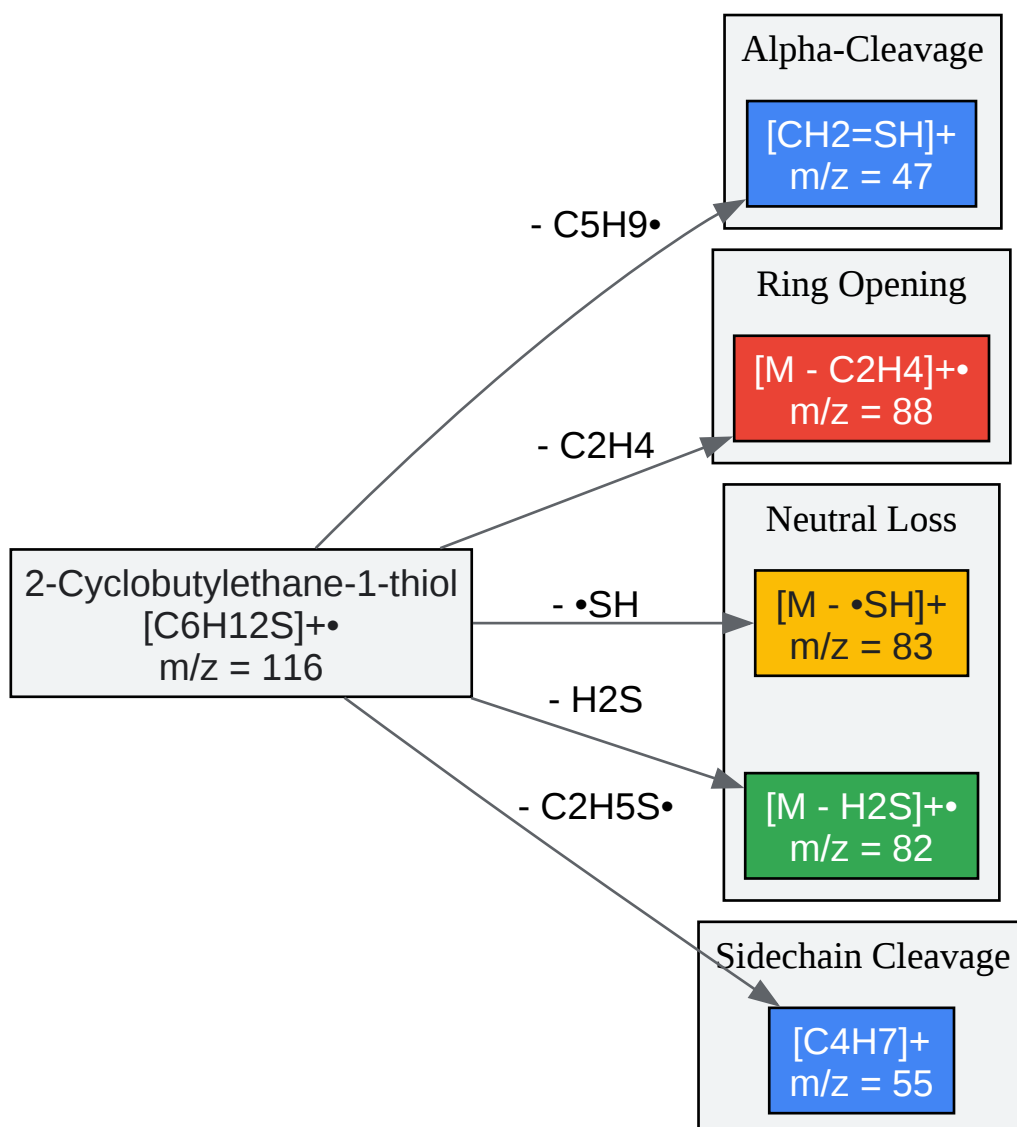 Alpha-Cleavage
[CH2=SH]+
m/z = 47
- C5H9•
Ring Opening
[M - C2H4]+•
m/z = 88
- C2H4
Neutral Loss
2-Cyclobutylethane-1-thiol
[C6H12S]+•
m/z = 116
- •SH
[M - •SH]+
m/z = 83
- H2S
[M - H2S]+•
m/z = 82
- C2H5S•
Sidechain Cleavage
[C4H7]+
m/z = 55